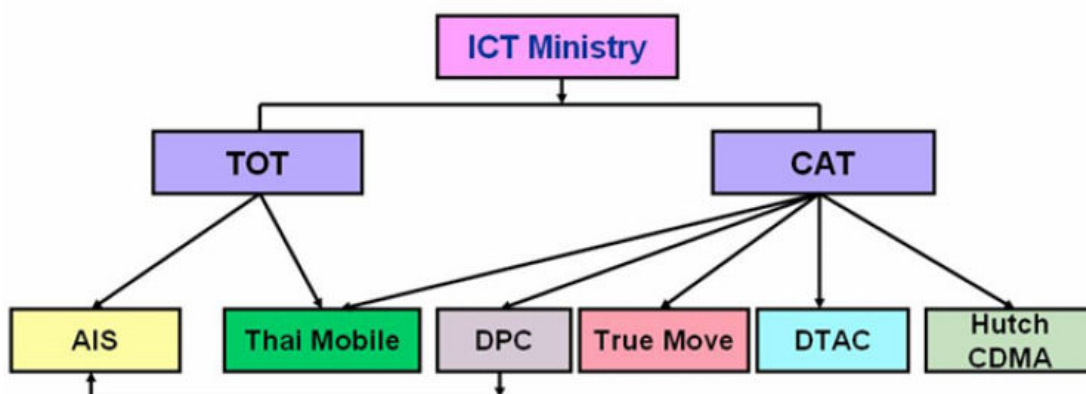 ICT Ministry
TOT
CAT
AIS
Thai Mobile
DPC
True Move
DTAC
Hutch
CDMA